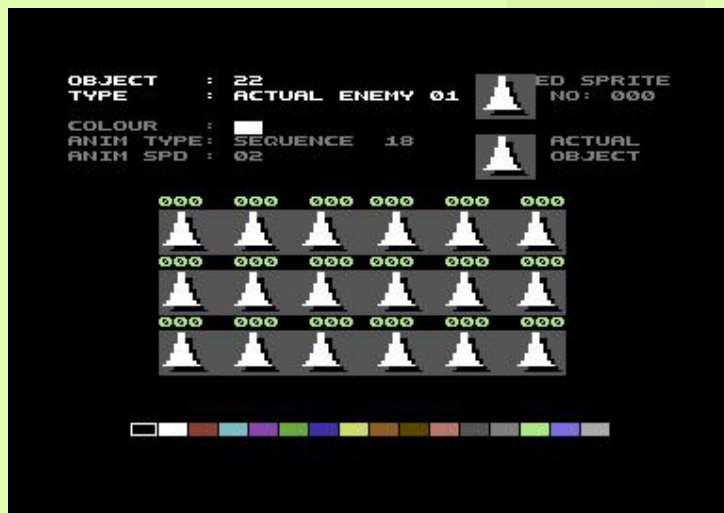 OBJECT : 22 ED SPRITE
TYPE : ACTUAL ENEMY 01 NO: 000
COLOUR :
ANIM TYPE: SEQUENCE 18 ACTUAL
ANIM SPD : 02 OBJECT
000 000 000 000 000 000
000 000 000 000 000 000
000 000 000 000 000 000